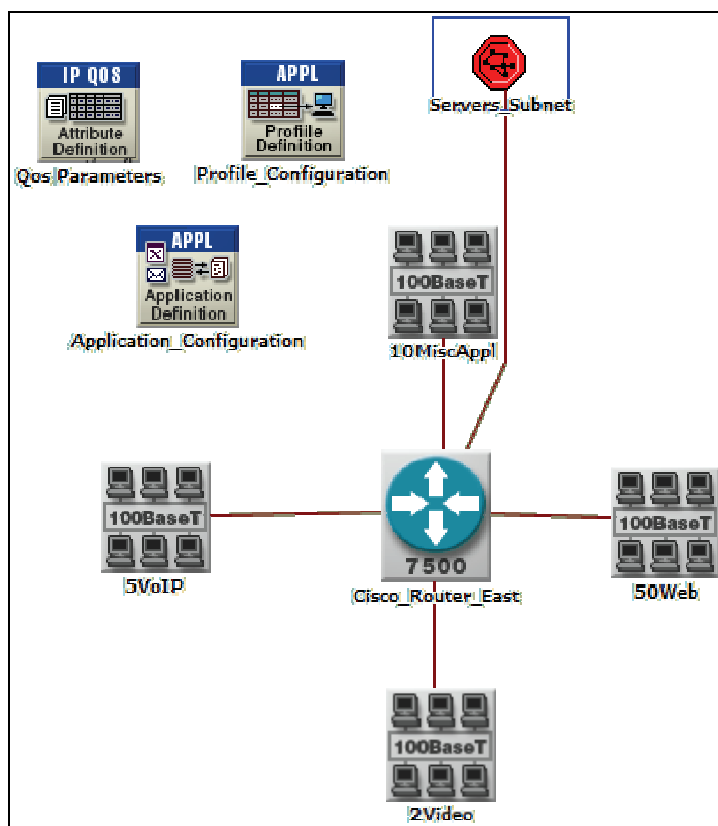 IP QOS
Attribute
Definition
Qos Parameters
APPL
Profiile
Definition
Profile_Configuration
Servers_Subnet
APPL
Application
Definition
Application_Configuration
100BaseT
10MiscAppl
100BaseT
5VoIP
7500
Cisco_Router_East
100BaseT
50Web
100BaseT
2Video